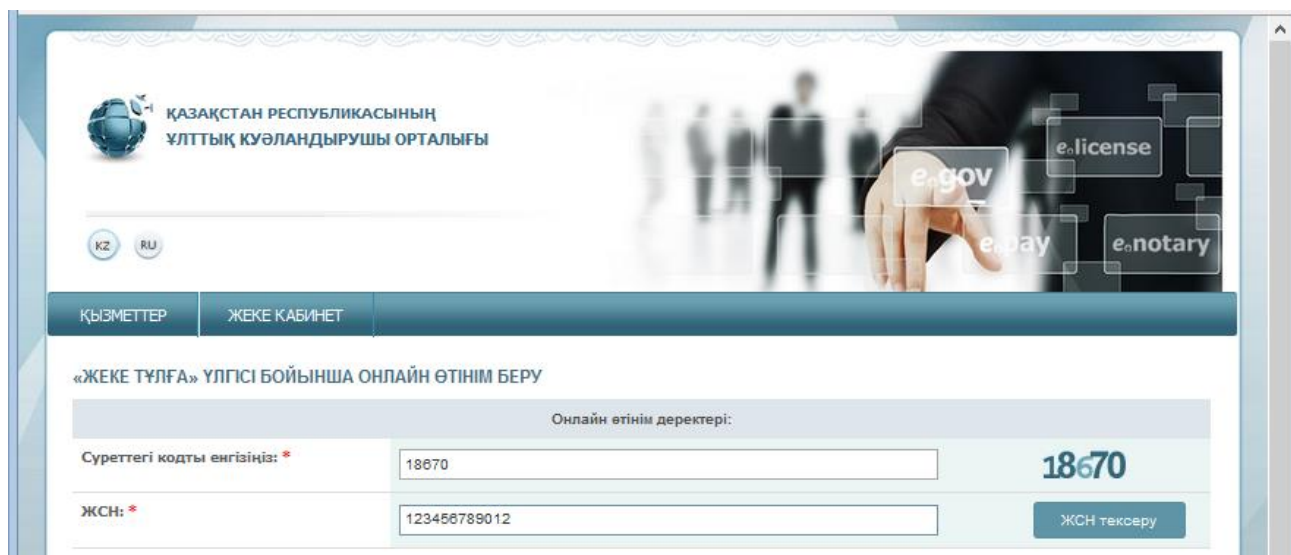 ҚАЗАҚСТАН РЕСПУБЛИКАСЫНЫҢ
ҰЛТТЫҚ КУӘЛАНДЫРУШЫ ОРТАЛЫҒЫ
e.license
e.gov
e.pay
e.notary
KZ RU
ҚЫЗМЕТТЕР ЖЕКЕ КАБИНЕТ
«ЖЕКЕ ТҰЛҒА» ҮЛГІСІ БОЙЫНША ОНЛАЙН ӨТІНІМ БЕРУ
Онлайн өтінім деректері:
Суреттегі кодты енгізіңіз: * 18670 18670
ЖСН: * 123456789012 ЖСН тексеру